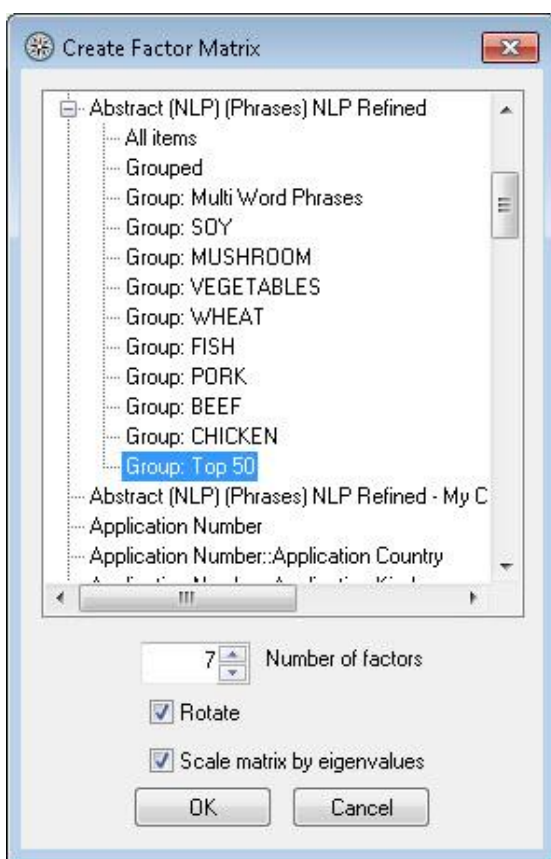 Create Factor Matrix
Abstract (NLP) (Phrases) NLP Refined
All items
Grouped
Group: Multi Word Phrases
Group: SOY
Group: MUSHROOM
Group: VEGETABLES
Group: WHEAT
Group: FISH
Group: PORK
Group: BEEF
Group: CHICKEN
Group: Top 50
Abstract (NLP) (Phrases) NLP Refined - My C
Application Number
Application Number::Application Country
7 Number of factors
Rotate
Scale matrix by eigenvalues
OK Cancel